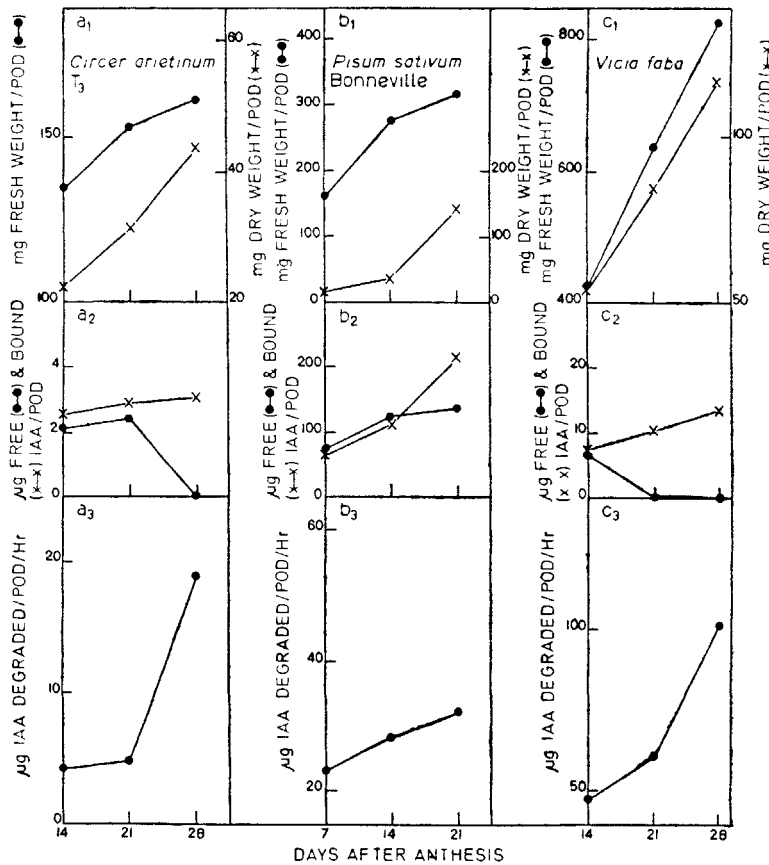 a1
Circer arietinum
T3
mg FRESH WEIGHT/POD (●–●)
150
100
60
40
20
mg DRY WEIGHT/POD (x–x)
b1
Pisum sativum
Bonneville
mg FRESH WEIGHT/POD (●–●)
400
300
200
100
0
200
100
0
mg DRY WEIGHT/POD (x–x)
c1
Vicia faba
mg FRESH WEIGHT/POD (●–●)
800
600
400
100
50
mg DRY WEIGHT/POD (x–x)
a2
µg FREE (●–●) & BOUND
(x–x) IAA/POD
4
2
0
b2
µg FREE (●–●) & BOUND
(x–x) IAA/POD
200
100
0
c2
µg FREE (●–●) & BOUND
(x x) IAA/POD
20
10
0
a3
µg IAA DEGRADED/POD/Hr
20
10
0
14
21
28
b3
µg IAA DEGRADED/POD/Hr
60
40
20
7
14
21
c3
µg IAA DEGRADED/POD/Hr
100
50
14
21
28
DAYS AFTER ANTHESIS